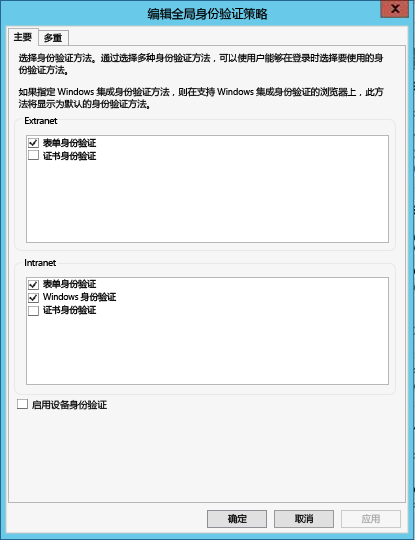 编辑全局身份验证策略
主要 多重
选择身份验证方法。通过选择多种身份验证方法，可以使用户能够在登录时选择要使用的身
份验证方法。
如果指定 Windows 集成身份验证方法，则在支持 Windows 集成身份验证的浏览器上，此方
法将显示为默认的身份验证方法。
Extranet
表单身份验证
证书身份验证
Intranet
表单身份验证
Windows 身份验证
证书身份验证
启用设备身份验证
确定 取消 应用